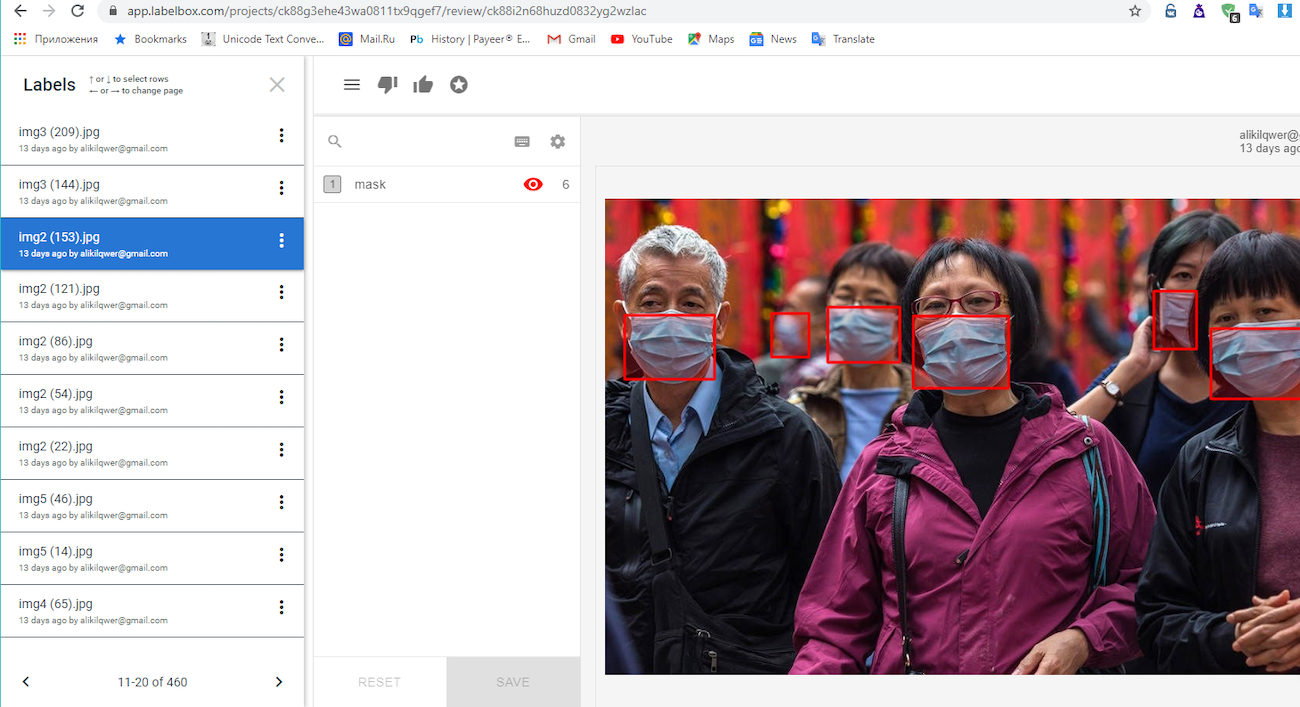 app.labelbox.com/projects/ck88g3ehe43wa0811tx9qgef7/review/ck88i2n68huzd0832yg2wzlac
6
Приложения
Bookmarks
Unicode Text Conve...
Mail.Ru
Pb History | Payeer® E...
Gmail
YouTube
Maps
News
Translate
Labels
↑ or ↓ to select rows
← or → to change page
img3 (209).jpg
13 days ago by alikilqwer@gmail.com
img3 (144).jpg
13 days ago by alikilqwer@gmail.com
img2 (153).jpg
13 days ago by alikilqwer@gmail.com
img2 (121).jpg
13 days ago by alikilqwer@gmail.com
img2 (86).jpg
13 days ago by alikilqwer@gmail.com
img2 (54).jpg
13 days ago by alikilqwer@gmail.com
img2 (22).jpg
13 days ago by alikilqwer@gmail.com
img5 (46).jpg
13 days ago by alikilqwer@gmail.com
img5 (14).jpg
13 days ago by alikilqwer@gmail.com
img4 (65).jpg
13 days ago by alikilqwer@gmail.com
11-20 of 460
1 mask 6
RESET
SAVE
alikilqwer@
13 days ago